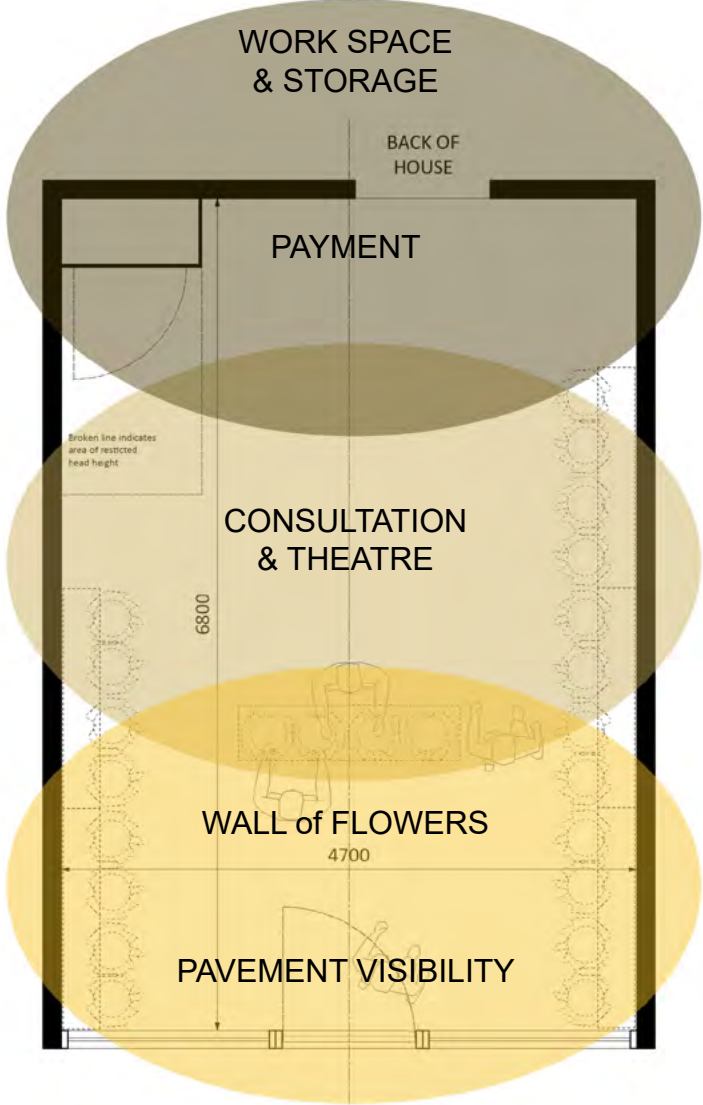 WORK SPACE
& STORAGE
BACK OF
HOUSE
PAYMENT
Broken line indicates
area of resticted
head height
CONSULTATION
& THEATRE
6800
WALL of FLOWERS
4700
PAVEMENT VISIBILITY